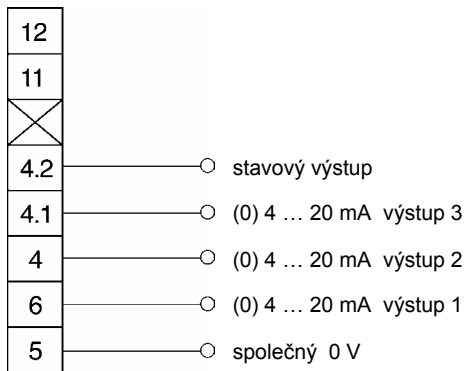 12
11
4.2 stavový výstup
4.1 (0) 4 … 20 mA výstup 3
4 (0) 4 … 20 mA výstup 2
6 (0) 4 … 20 mA výstup 1
5 společný 0 V